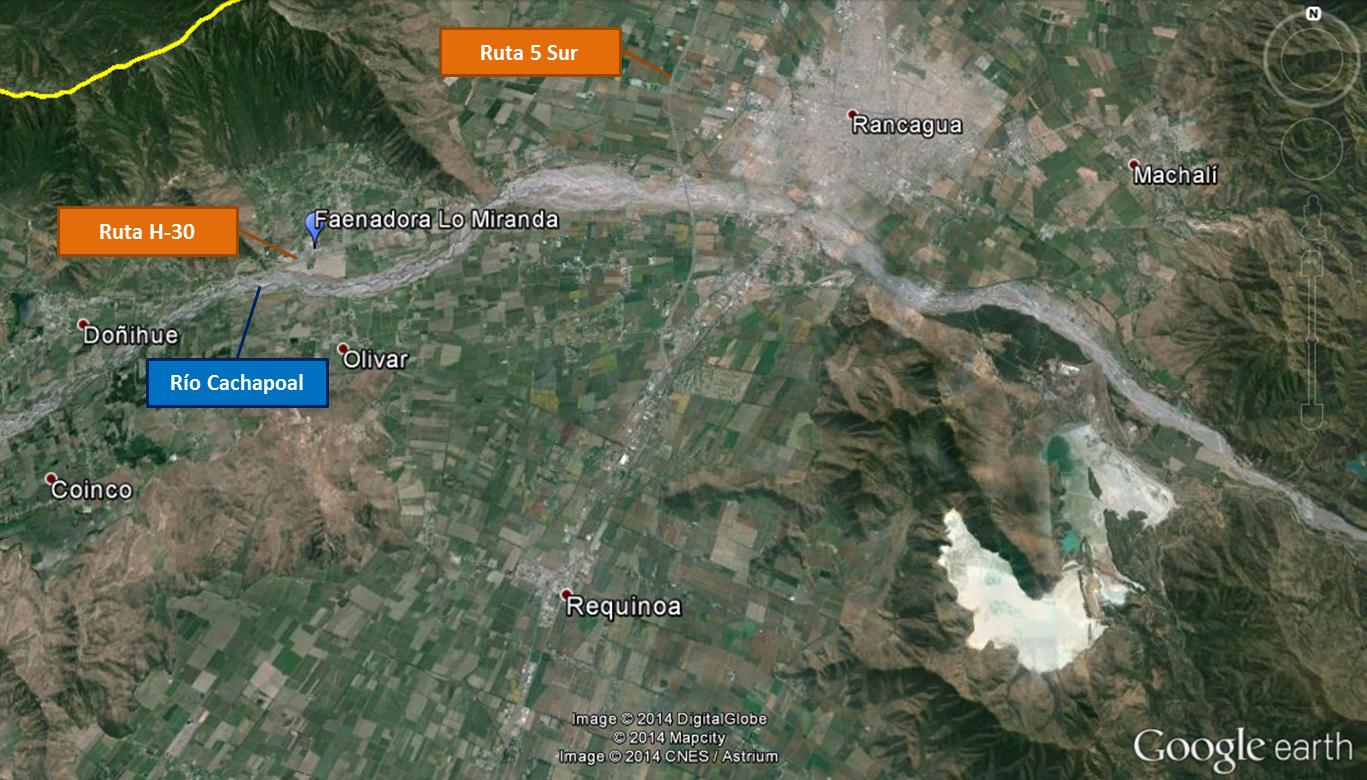 N
Ruta 5 Sur
Rancagua
Machalí
Faenadora Lo Miranda
Ruta H-30
Doñihue
Olivar
Río Cachapoal
Coinco
Requinoa
Image © 2014 DigitalGlobe
© 2014 Mapcity
Image © 2014 CNES / Astrium
Google earth